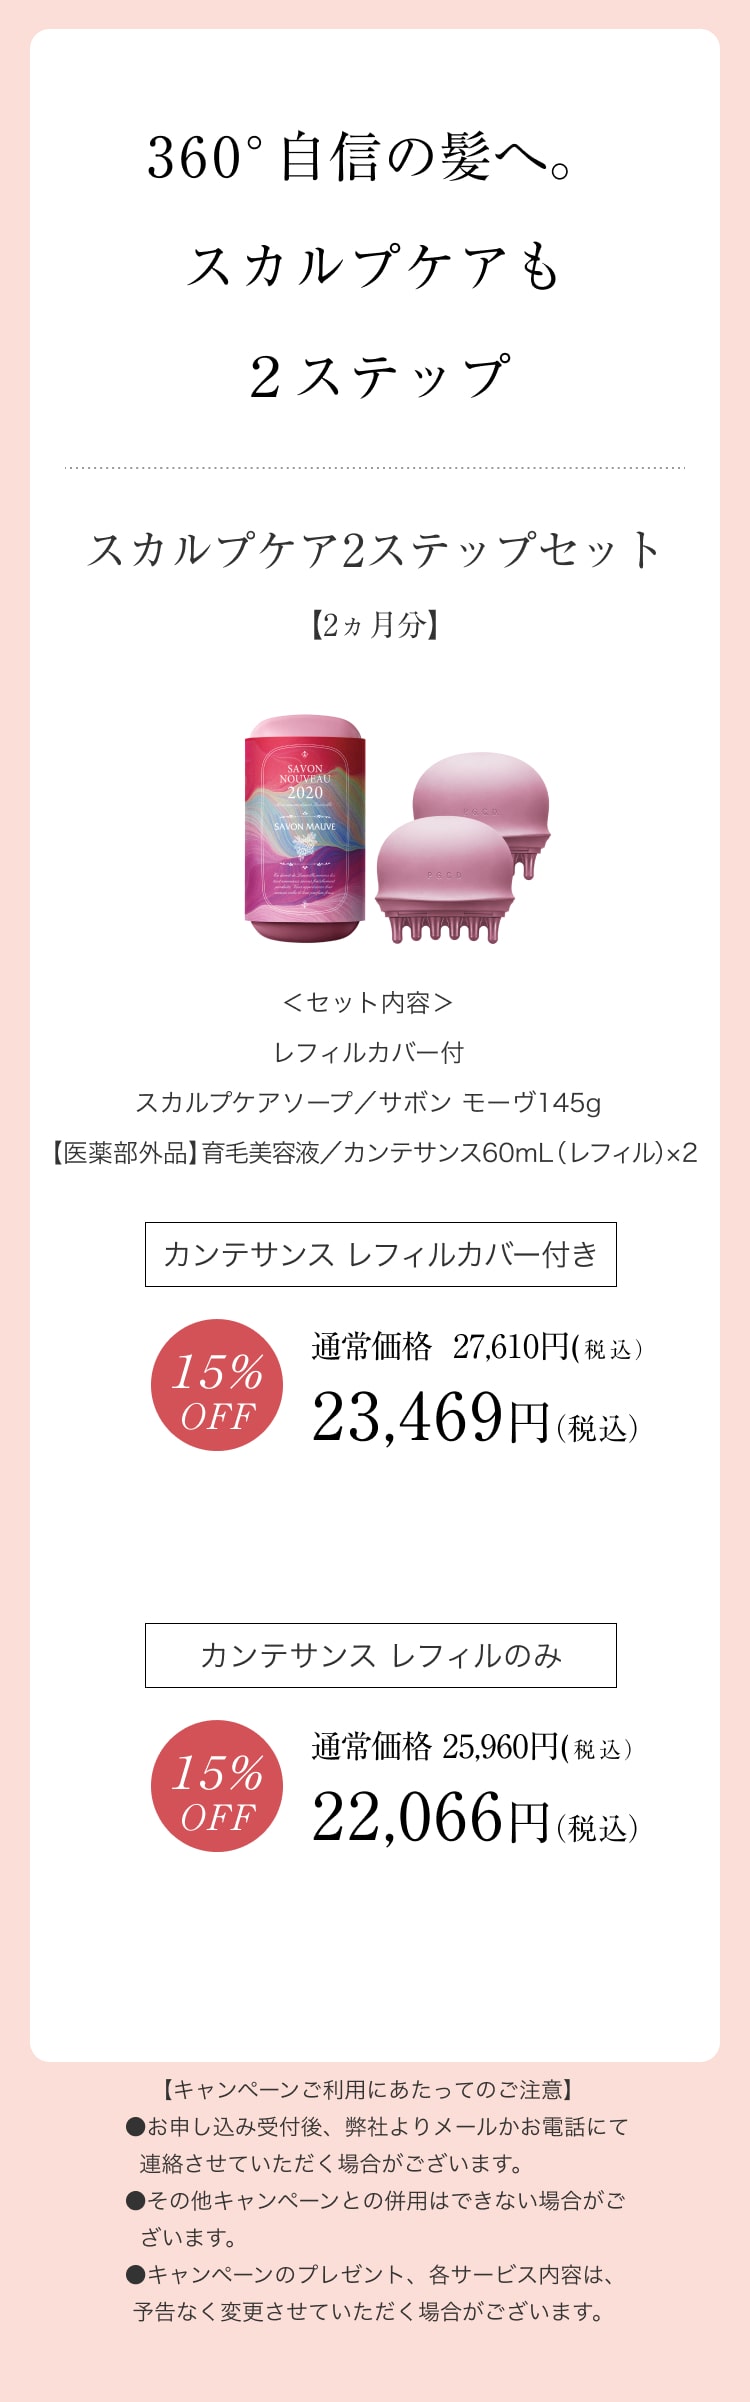 360°自信の髪へ。
スカルプケアも
２ステップ
スカルプケア2ステップセット
【2ヵ月分】
SAVON
NOUVEAU
2020
SAVON MAUVE
P.G.C.D.
P.G.C.D.
＜セット内容＞
レフィルカバー付
スカルプケアソープ／サボン モーヴ145g
【医薬部外品】育毛美容液／カンテサンス60mL（レフィル）×2
カンテサンス レフィルカバー付き
15%
OFF
通常価格 27,610円(税込)
23,469円(税込)
カンテサンス レフィルのみ
15%
OFF
通常価格 25,960円(税込)
22,066円(税込)
【キャンペーンご利用にあたってのご注意】
●お申し込み受付後、弊社よりメールかお電話にて
連絡させていただく場合がございます。
●その他キャンペーンとの併用はできない場合がご
ざいます。
●キャンペーンのプレゼント、各サービス内容は、
予告なく変更させていただく場合がございます。